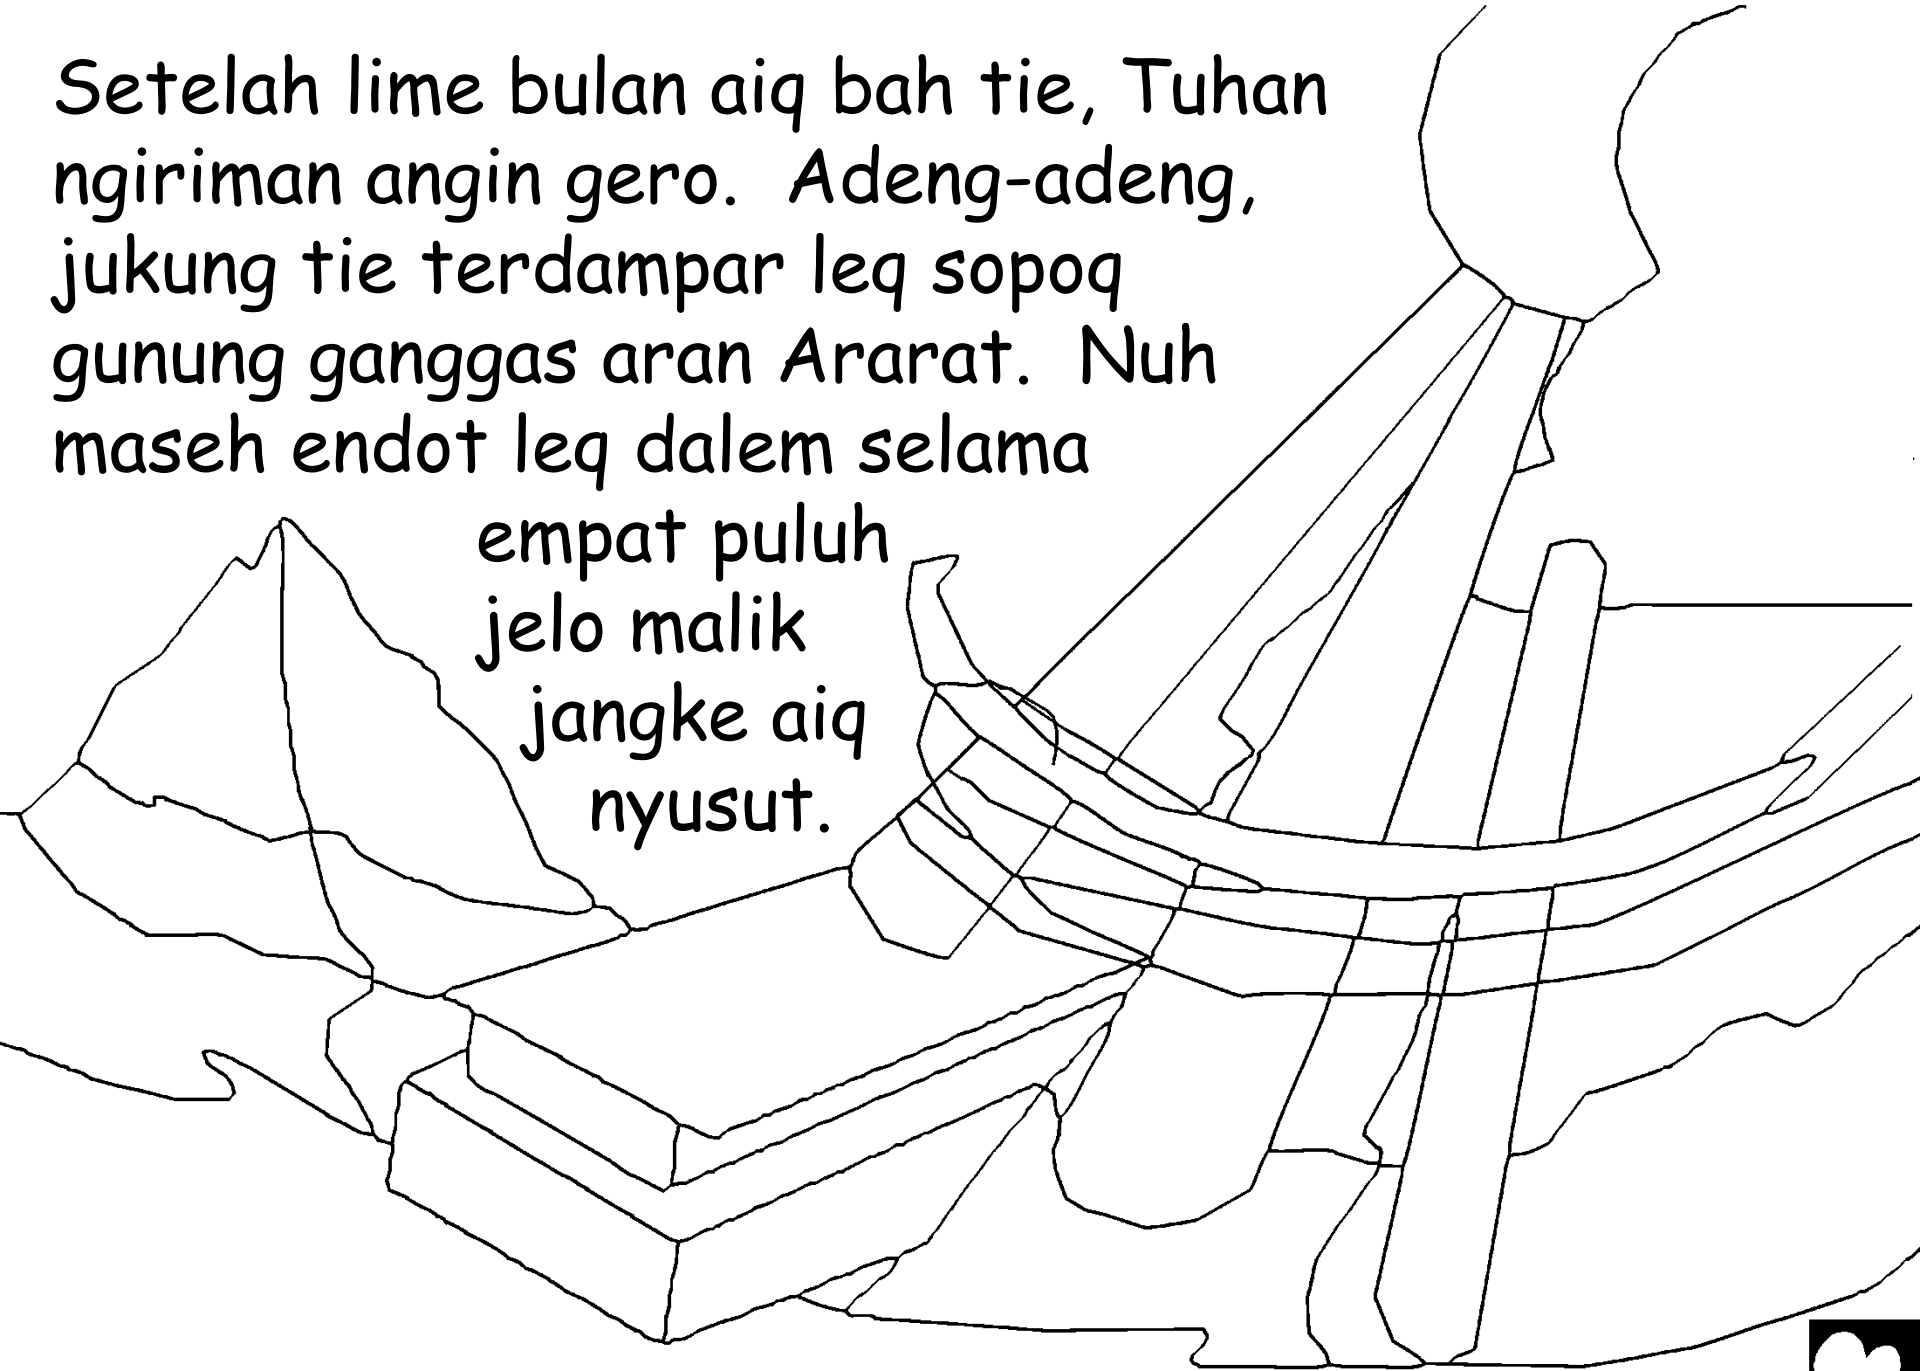 Setelah lime bulan aiq bah tie, Tuhan
ngiriman angin gero.  Adeng-adeng,
jukung tie terdampar leq sopoq
gunung ganggas aran Ararat.  Nuh
maseh endot leq dalem selama
empat puluh
jelo malik
jangke aiq
nyusut.